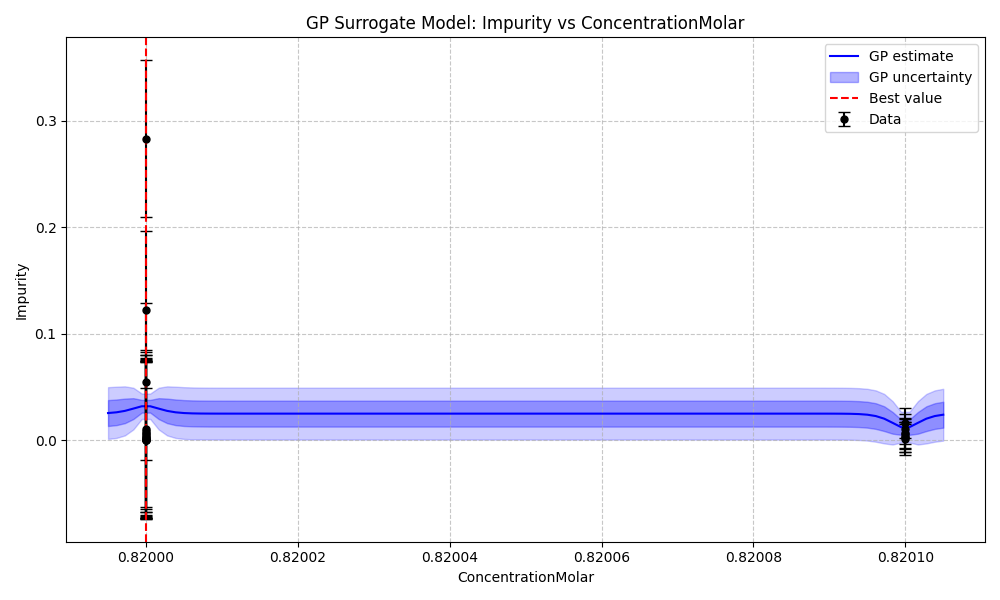 GP Surrogate Model: Impurity vs ConcentrationMolar
GP estimate
GP uncertainty
Best value
Data
Impurity
0.3
0.2
0.1
0.0
0.82000
0.82002
0.82004
0.82006
0.82008
0.82010
ConcentrationMolar